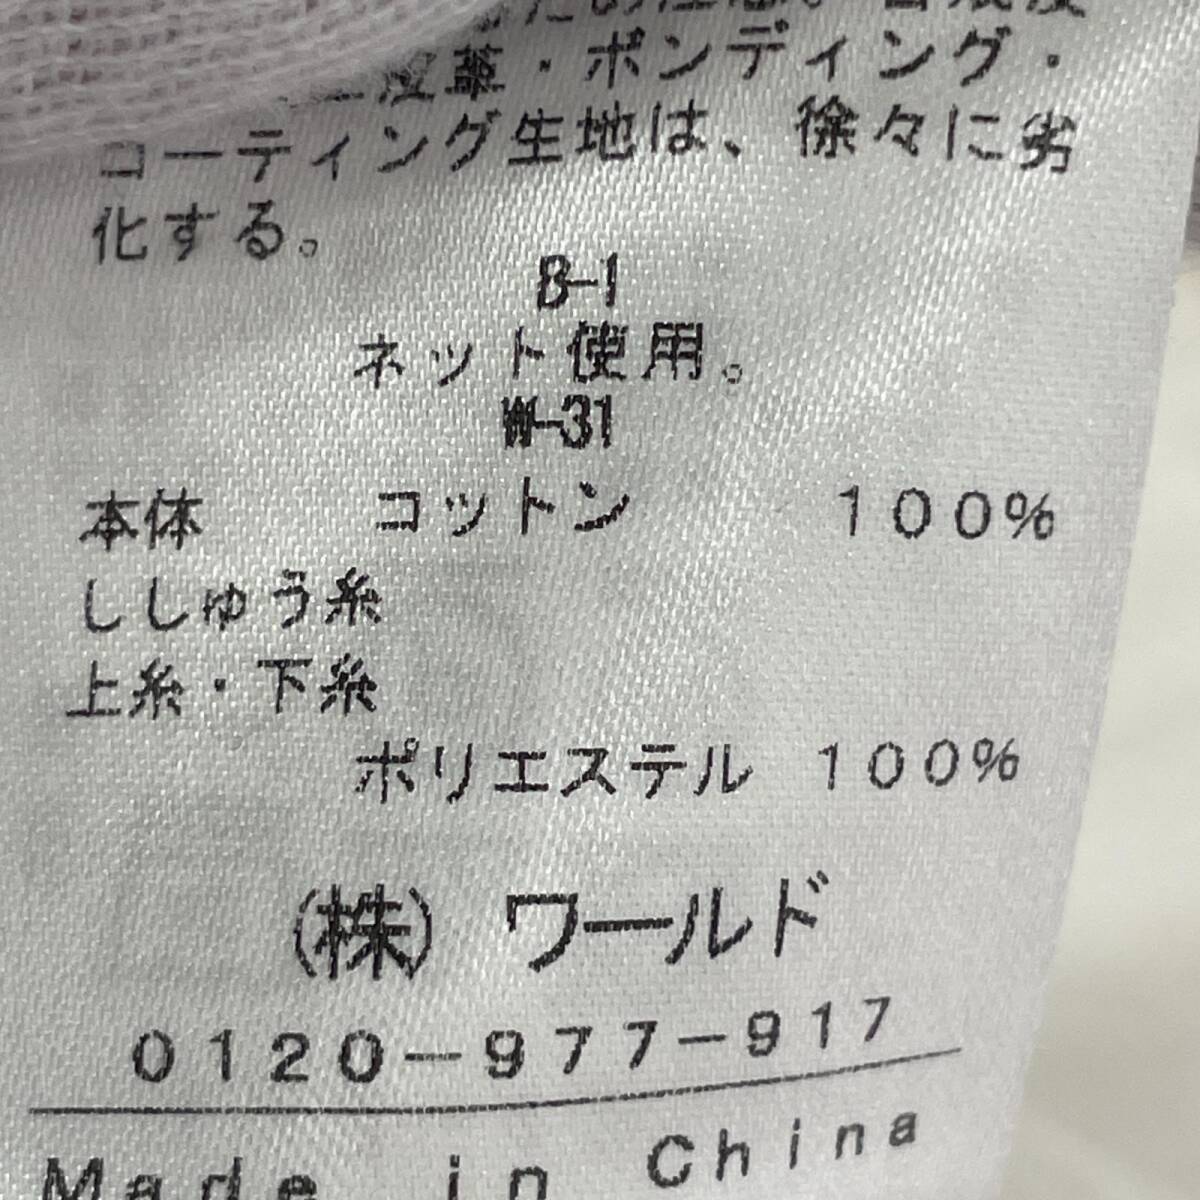 皮革・ボンディング・
コーティング生地は、徐々に劣
化する。
B-1
ネット使用。
W-31
本体 コットン 100%
ししゅう糸
上糸・下糸
ポリエステル 100%
(株) ワールド
0120-977-917
Made in China